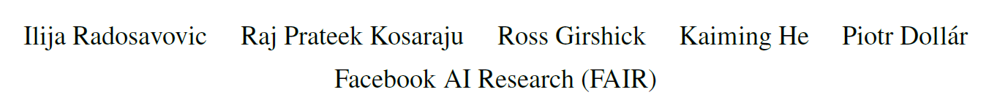 Ilija Radosavovic Raj Prateek Kosaraju Ross Girshick Kaiming He Piotr Dollár
Facebook AI Research (FAIR)